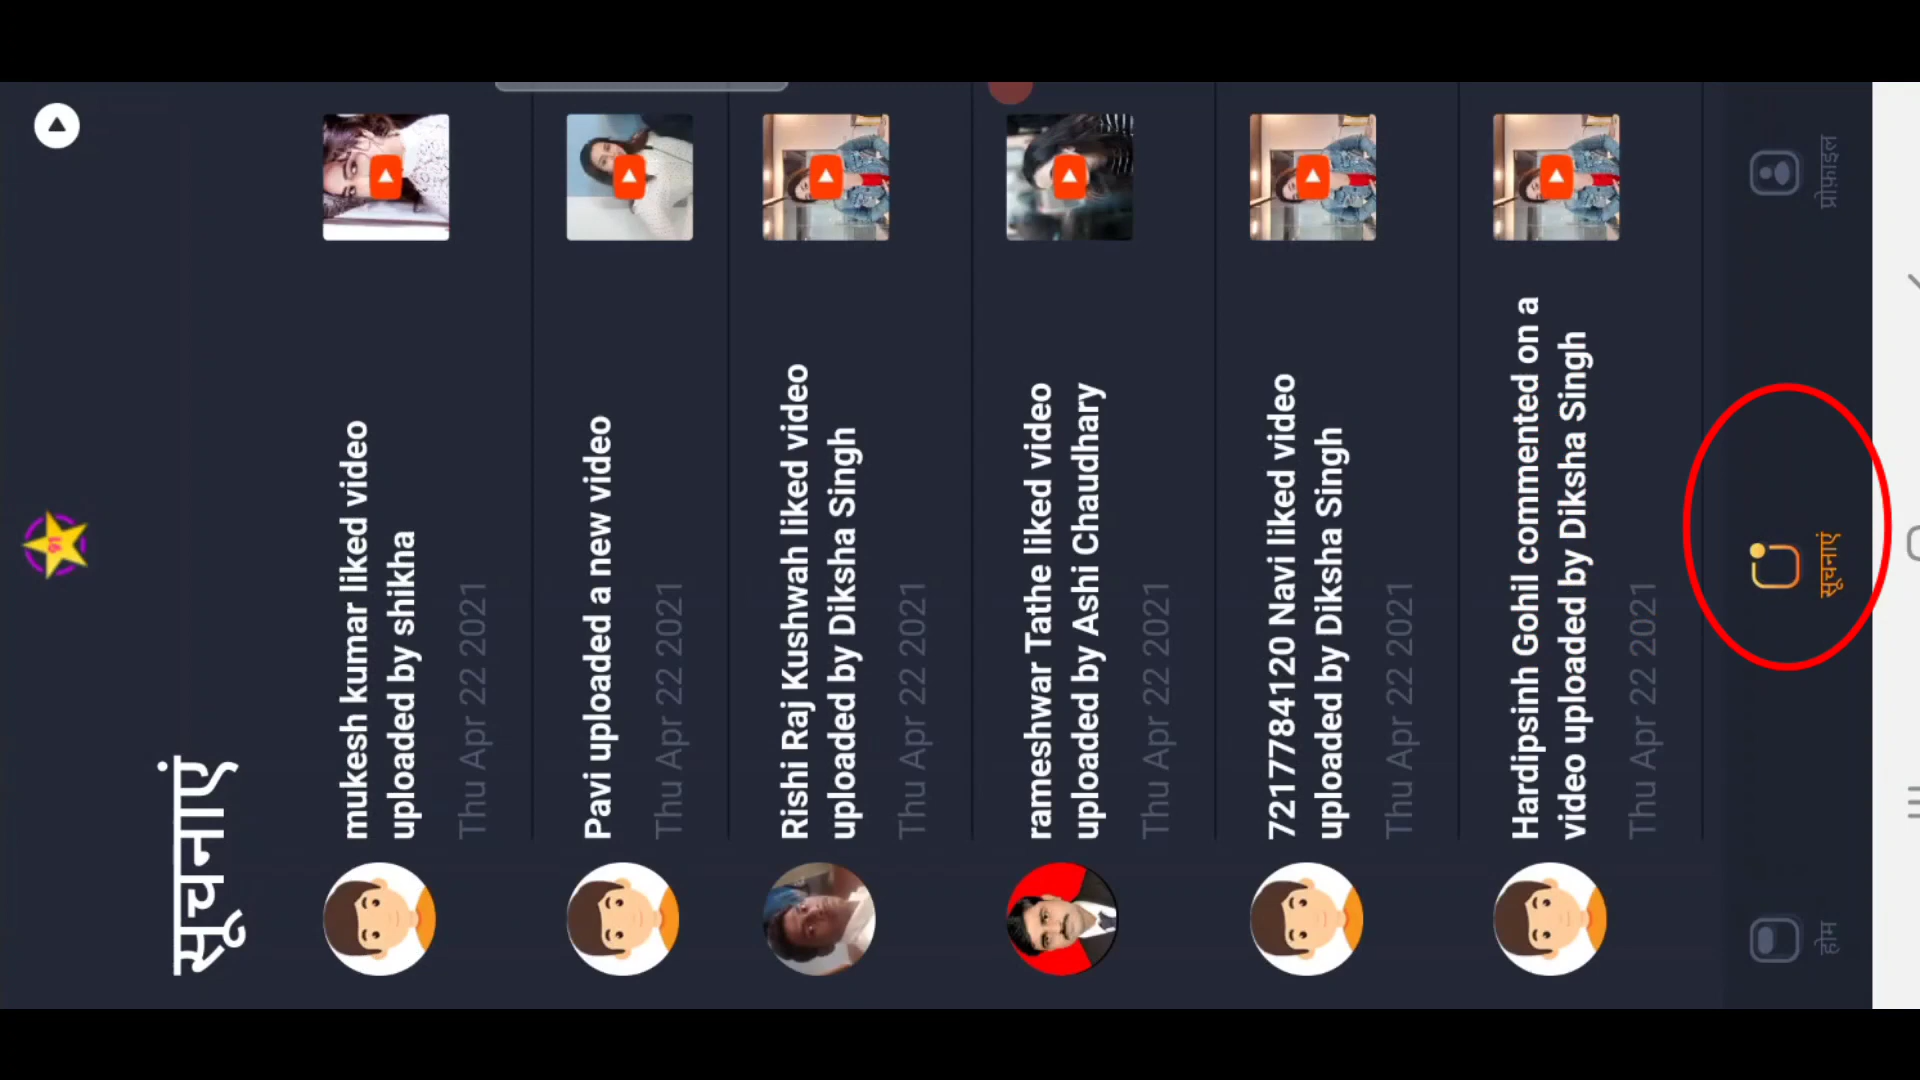 91
सूचनाएं
mukesh kumar liked video
uploaded by shikha
Thu Apr 22 2021
Pavi uploaded a new video
Thu Apr 22 2021
Rishi Raj Kushwah liked video
uploaded by Diksha Singh
Thu Apr 22 2021
rameshwar Tathe liked video
uploaded by Ashi Chaudhary
Thu Apr 22 2021
7217784120 Navi liked video
uploaded by Diksha Singh
Thu Apr 22 2021
Hardipsinh Gohil commented on a
video uploaded by Diksha Singh
Thu Apr 22 2021
होम
सूचनाएं
प्रोफ़ाइल